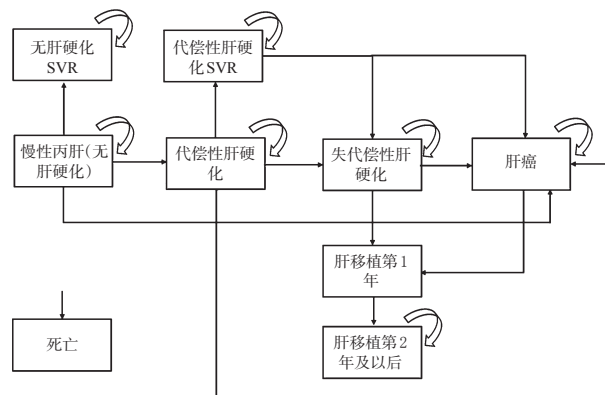 无肝硬化
SVR
代偿性肝硬
化SVR
慢性丙肝(无
肝硬化)
代偿性肝硬
化
失代偿性肝
硬化
肝癌
肝移植第1
年
死亡
肝移植第2
年及以后